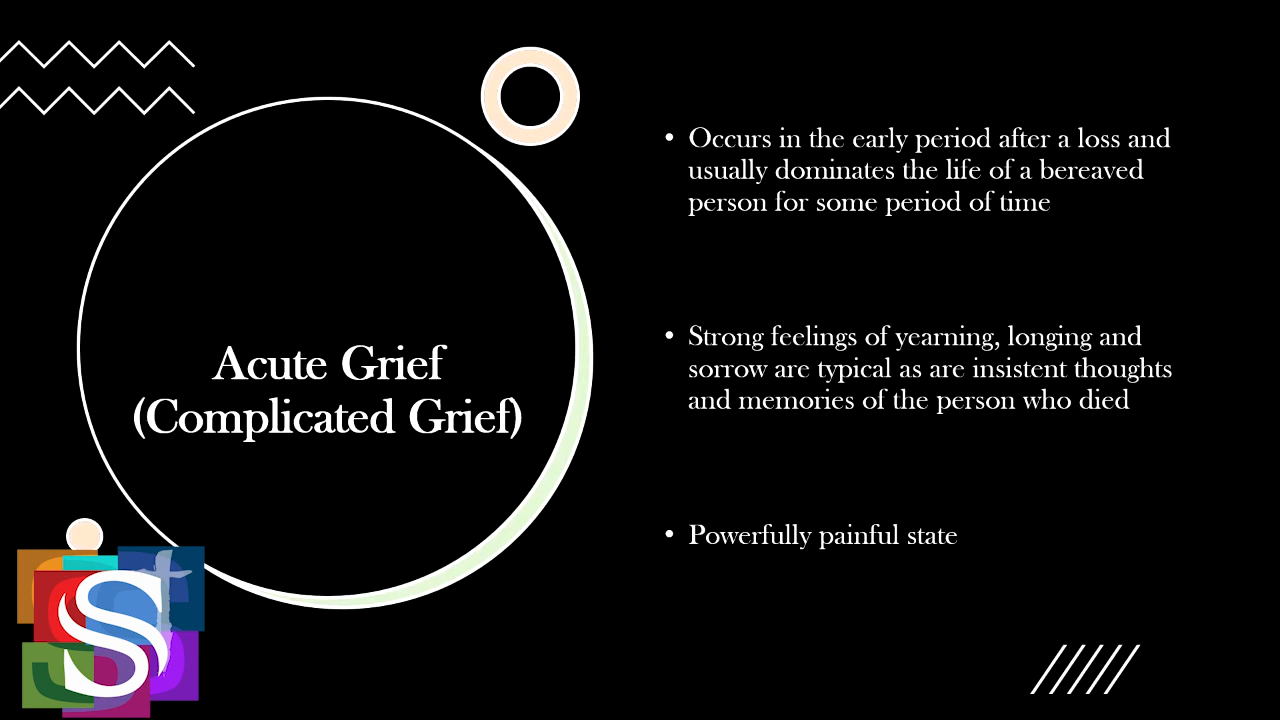 Acute Grief
(Complicated Grief)
• Occurs in the early period after a loss and
usually dominates the life of a bereaved
person for some period of time
• Strong feelings of yearning, longing and
sorrow are typical as are insistent thoughts
and memories of the person who died
• Powerfully painful state
S